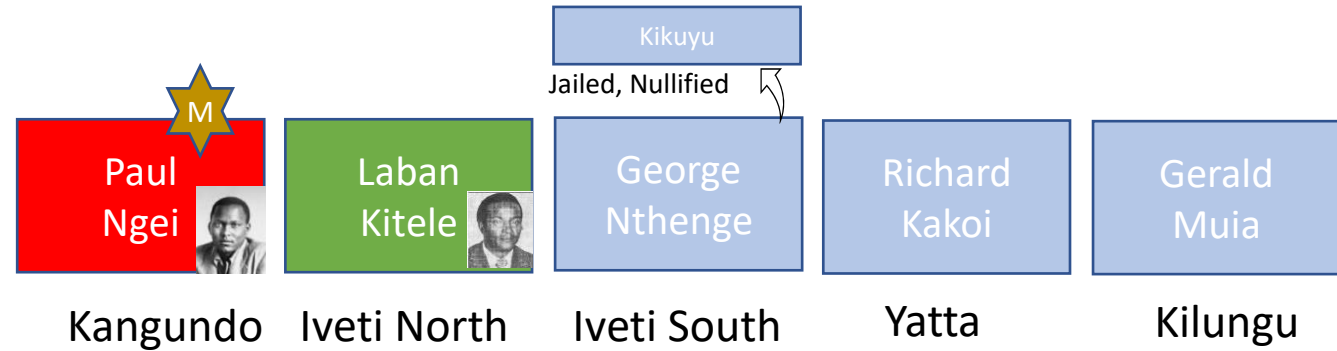 Kikuyu
Jailed, Nullified
M
Paul
Ngei
Laban
Kitele
George
Nthenge
Richard
Kakoi
Gerald
Muia
Kangundo
Iveti North
Iveti South
Yatta
Kilungu